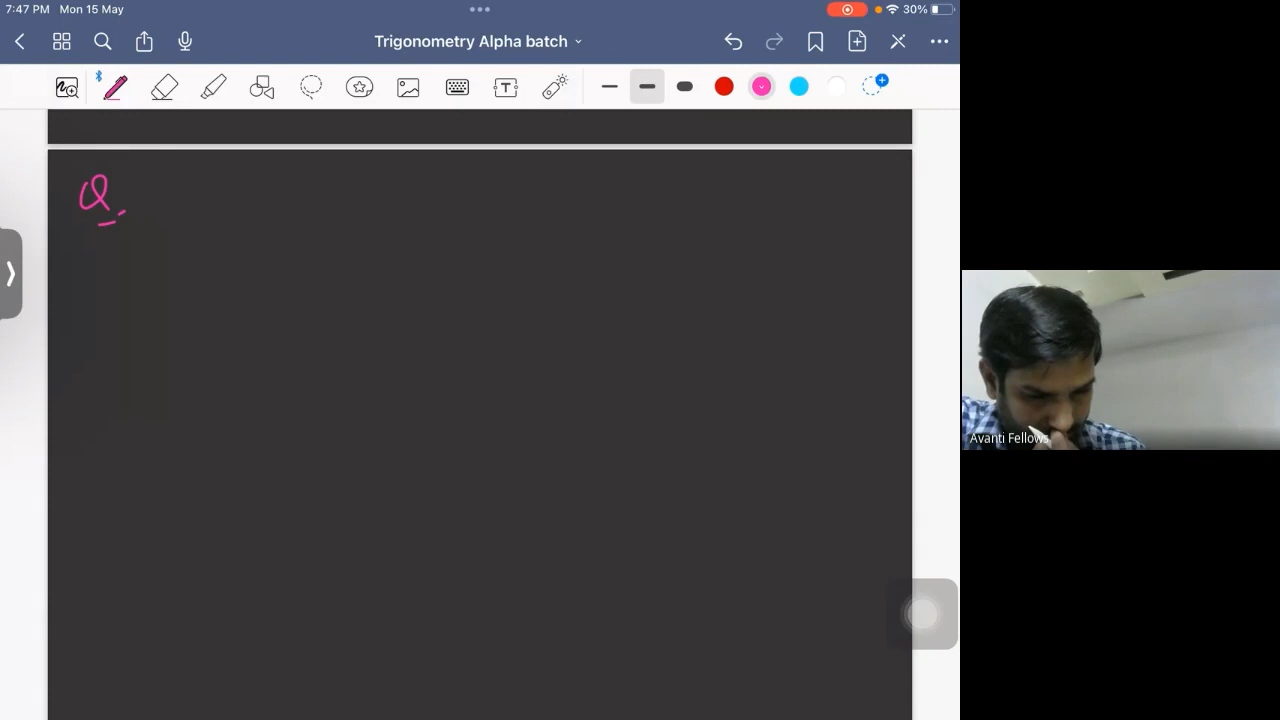 7:47 PM Mon 15 May
30%
Trigonometry Alpha batch
T
Q.
Avanti Fellows